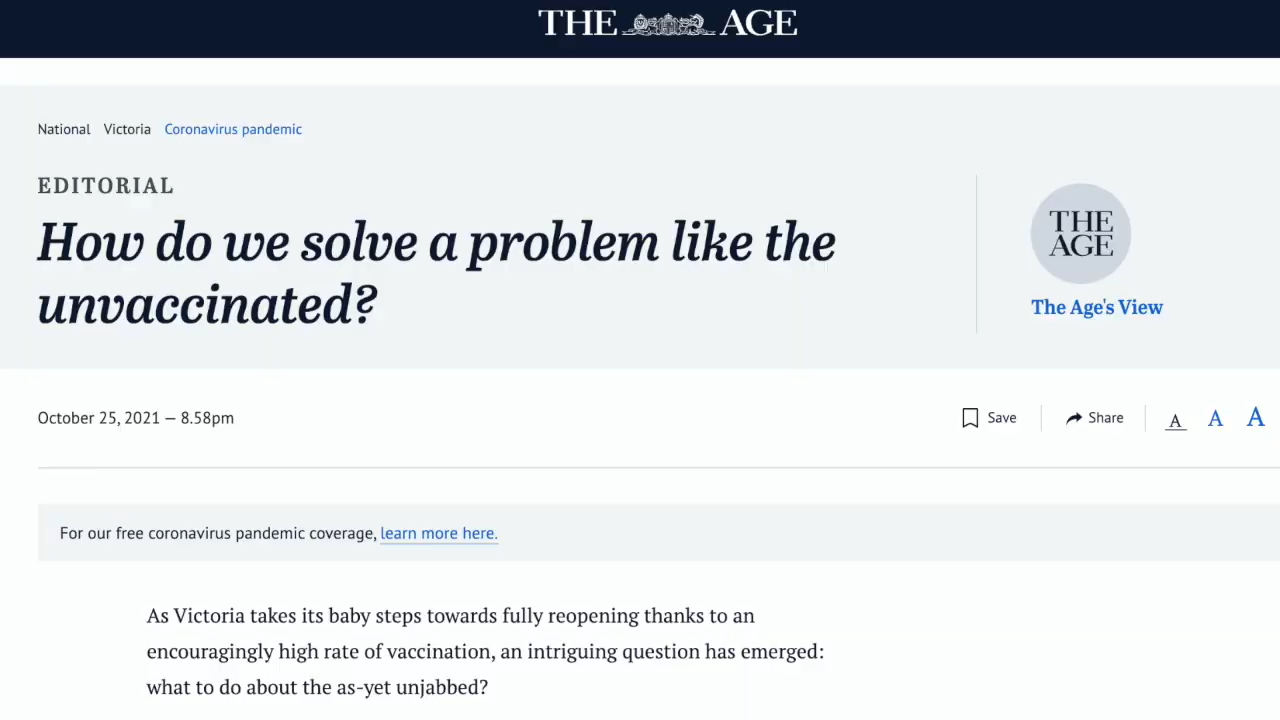 THE AGE
National Victoria Coronavirus pandemic
EDITORIAL
How do we solve a problem like the
unvaccinated?
THE
AGE
The Age's View
October 25, 2021 — 8.58pm
Save
Share
A A A
For our free coronavirus pandemic coverage, learn more here.
As Victoria takes its baby steps towards fully reopening thanks to an
encouragingly high rate of vaccination, an intriguing question has emerged:
what to do about the as-yet unjabbed?